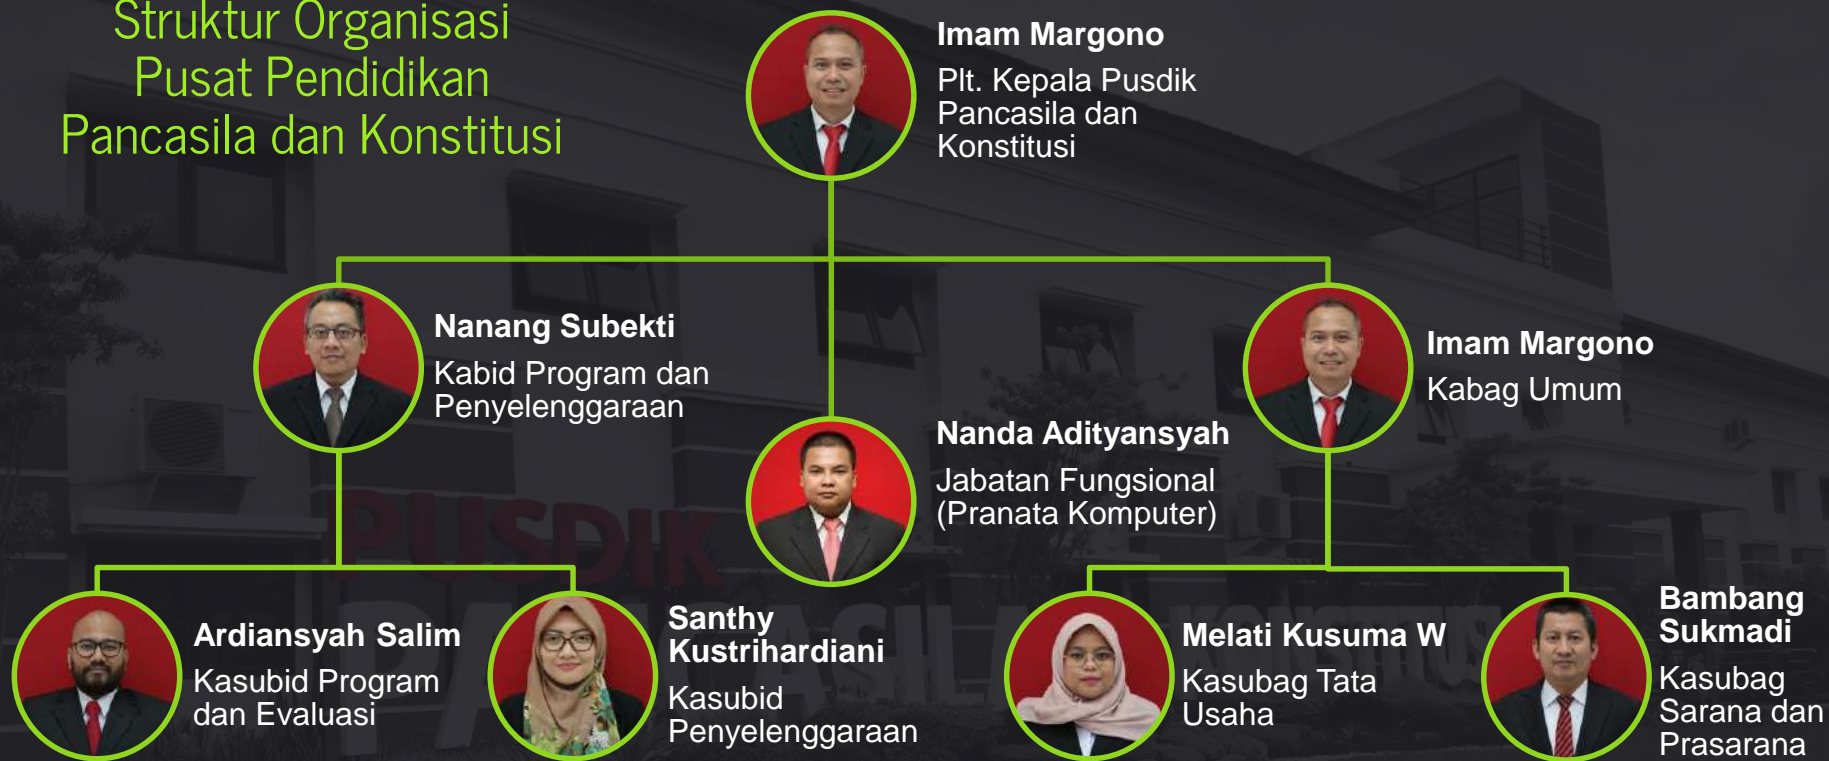 Struktur Organisasi
Pusat Pendidikan
Pancasila dan Konstitusi
Imam Margono
Plt. Kepala Pusdik
Pancasila dan
Konstitusi
Nanang Subekti
Kabid Program dan
Penyelenggaraan
Nanda Adityansyah
Jabatan Fungsional
(Pranata Komputer)
Imam Margono
Kabag Umum
Ardiansyah Salim
Kasubid Program
dan Evaluasi
Santhy
Kustrihardiani
Kasubid
Penyelenggaraan
Melati Kusuma W
Kasubag Tata
Usaha
Bambang
Sukmadi
Kasubag
Sarana dan
Prasarana
PUSDIK